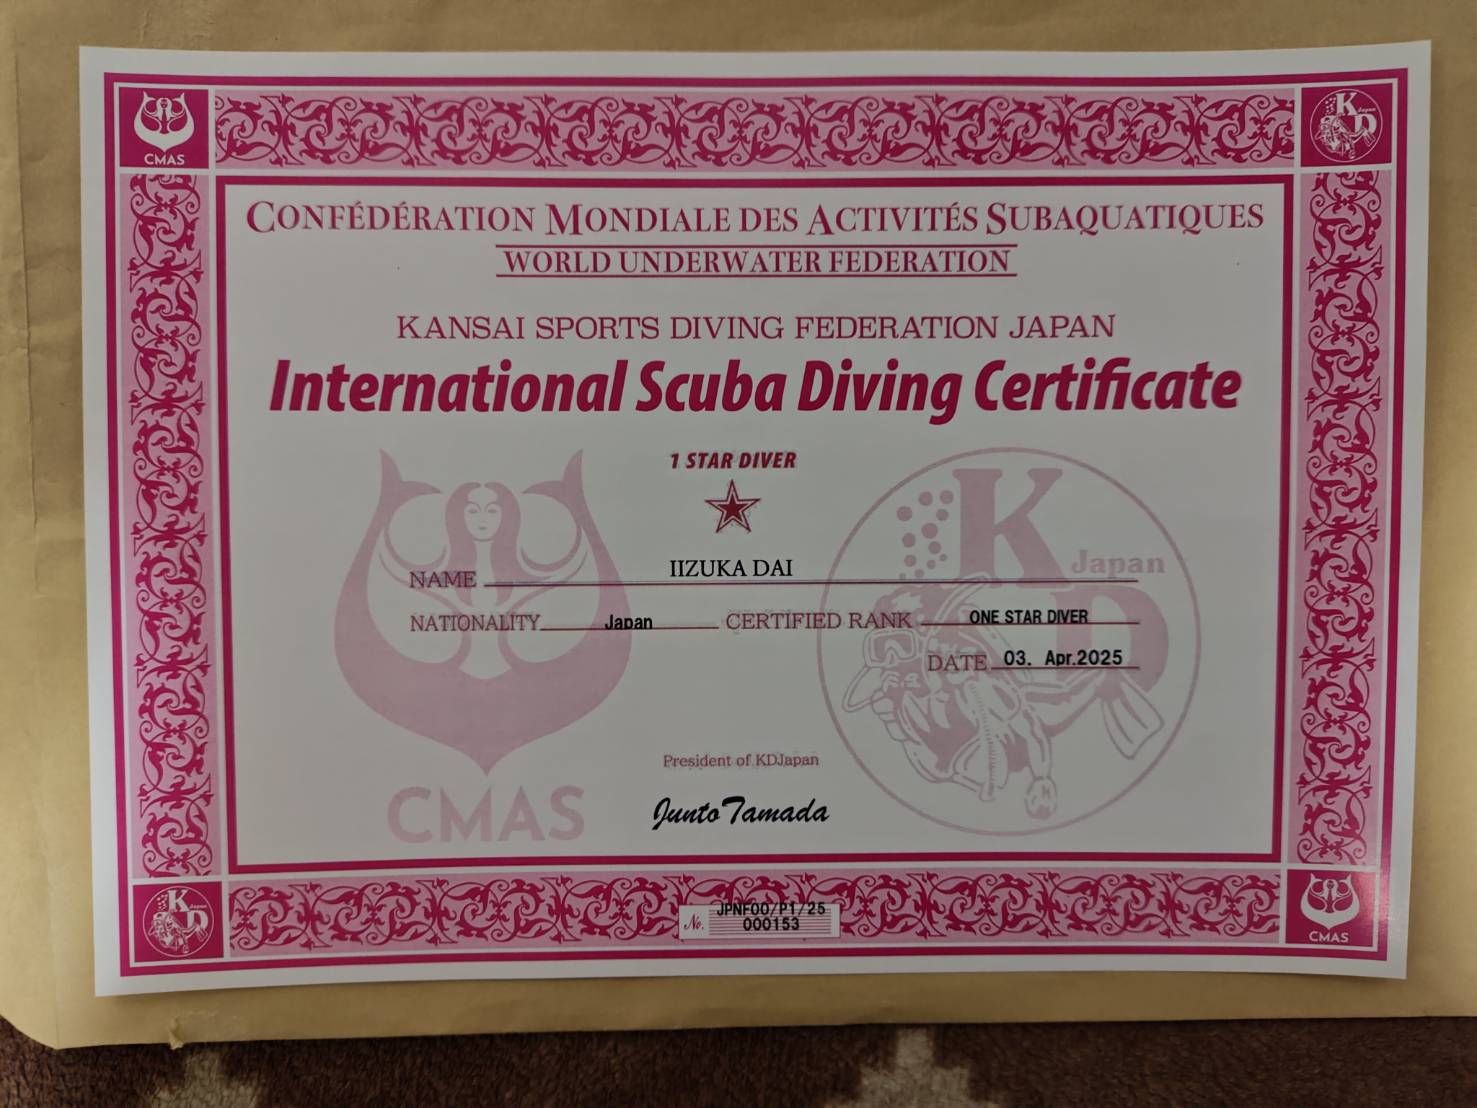 CMAS
K Japan D
CONFÉDÉRATION MONDIALE DES ACTIVITÉS SUBAQUATIQUES
WORLD UNDERWATER FEDERATION
KANSAI SPORTS DIVING FEDERATION JAPAN
International Scuba Diving Certificate
1 STAR DIVER
K Japan D
NAME IIZUKA DAI
NATIONALITY Japan CERTIFIED RANK ONE STAR DIVER
DATE 03. Apr.2025
President of KDJapan
CMAS
Junto Tamada
K Japan D
No. JPNF00/P1/25
000153
CMAS